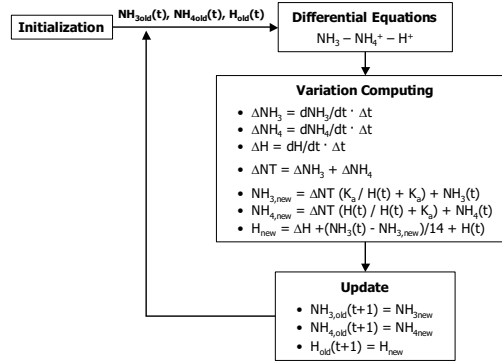 NH3old(t), NH4old(t), Hold(t)
Initialization
Differential Equations
NH3 – NH4+ – H+
Variation Computing
• ΔNH3 = dNH3/dt · Δt
• ΔNH4 = dNH4/dt · Δt
• ΔH = dH/dt · Δt
• ΔNT = ΔNH3 + ΔNH4
• NH3,new = ΔNT (Ka / H(t) + Ka) + NH3(t)
• NH4,new = ΔNT (H(t) / H(t) + Ka) + NH4(t)
• Hnew = ΔH +(NH3(t) - NH3,new)/14 + H(t)
Update
• NH3,old(t+1) = NH3new
• NH4,old(t+1) = NH4new
• Hold(t+1) = Hnew